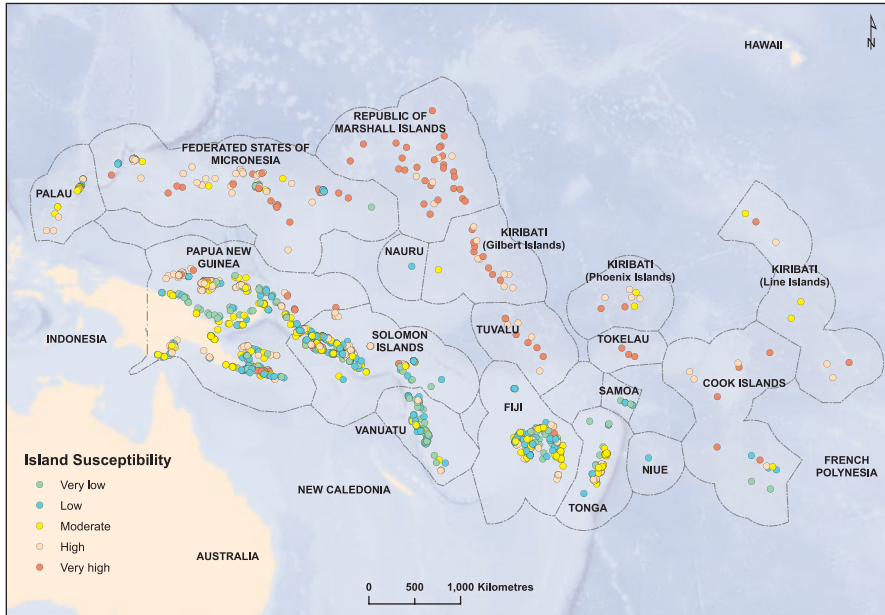 HAWAII
N
REPUBLIC OF
MARSHALL ISLANDS
FEDERATED STATES OF
MICRONESIA
PALAU
KIRIBATI
(Gilbert Islands)
PAPUA NEW
GUINEA
NAURU
KIRIBATI
(Phoenix Islands)
KIRIBATI
(Line Islands)
INDONESIA
SOLOMON
ISLANDS
TUVALU
TOKELAU
COOK ISLANDS
SAMOA
FIJI
VANUATU
FRENCH
POLYNESIA
NIUE
NEW CALEDONIA
TONGA
AUSTRALIA
Island Susceptibility
Very low
Low
Moderate
High
Very high
0 500 1,000 Kilometres